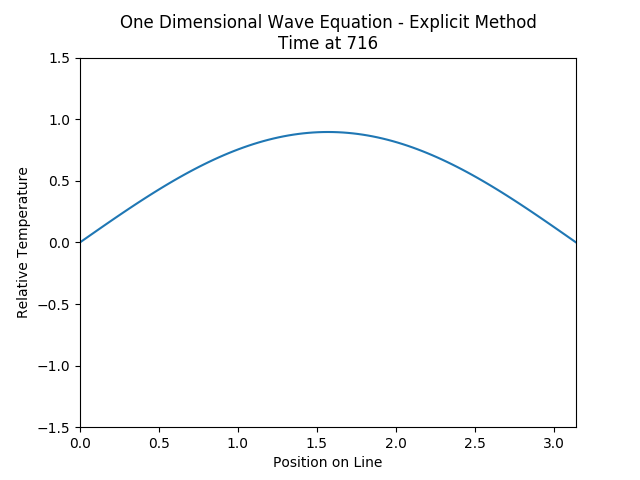 One Dimensional Wave Equation - Explicit Method
Time at 716
1.5
1.0
0.5
0.0
−0.5
−1.0
−1.5
Relative Temperature
0.0 0.5 1.0 1.5 2.0 2.5 3.0
Position on Line